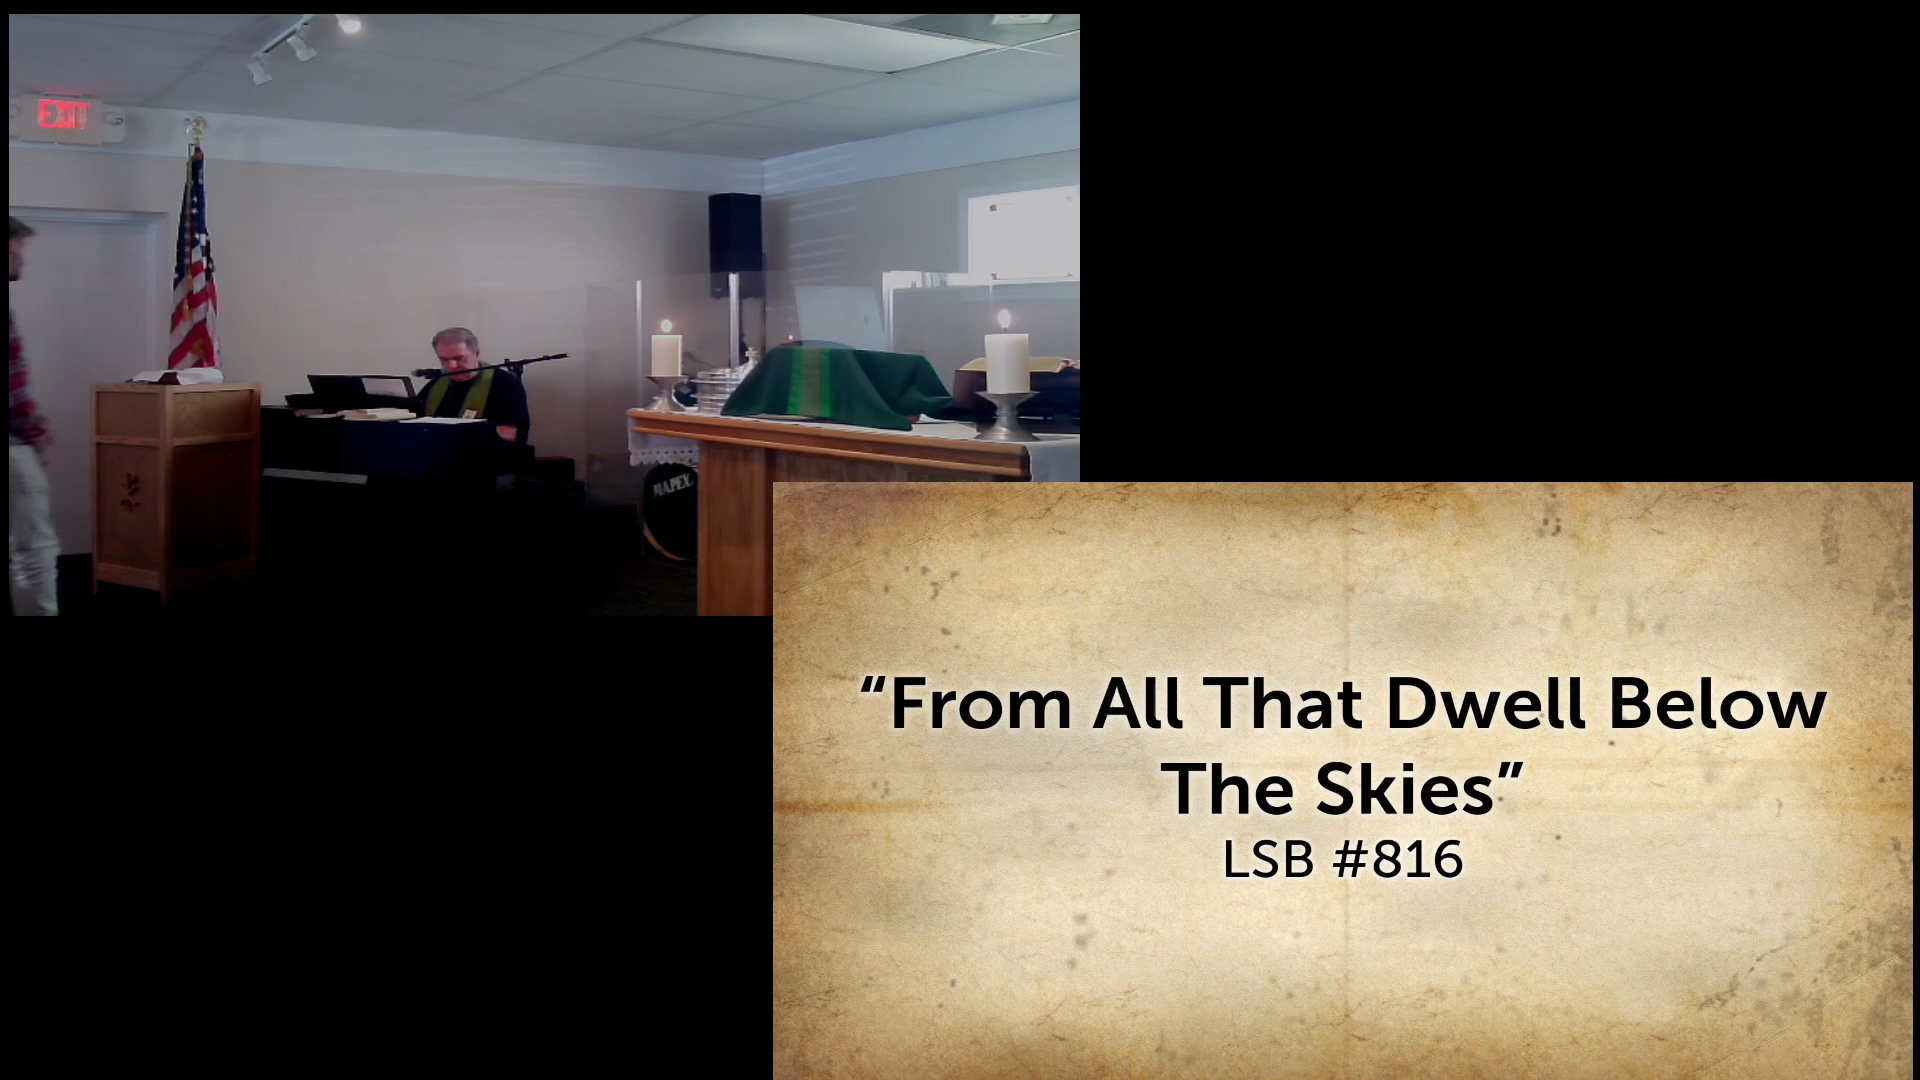 EXIT
MAPEX
“From All That Dwell Below
The Skies”
LSB #816